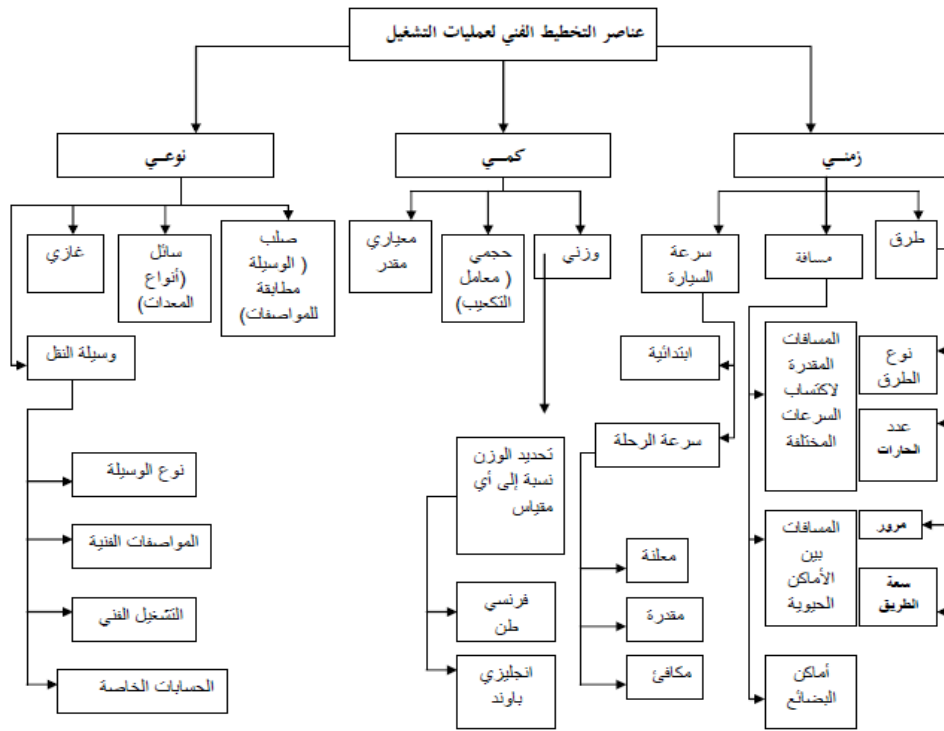 عناصر التخطيط الفني لعمليات التشغيل
زمنـي
كمـي
نوعـي
طرق
مسافة
سرعة
السيارة
وزني
حجمي
( معامل
التكعيب)
معياري
مقدر
صلب
( الوسيلة
مطابقة
للمواصفات)
سائل
(أنواع
المعدات)
غازي
نوع
الطرق
عدد
الحارات
مرور
سعة
الطريق
المسافات
المقدرة
لاكتساب
السرعات
المختلفة
المسافات
بين
الأماكن
الحيوية
أماكن
البضائع
ابتدائية
سرعة الرحلة
معلنة
مقدرة
مكافئ
تحديد الوزن
نسبة إلى أي
مقياس
فرنسي
طن
انجليزي
باوند
وسيلة النقل
نوع الوسيلة
المواصفات الفنية
التشغيل الفني
الحسابات الخاصة